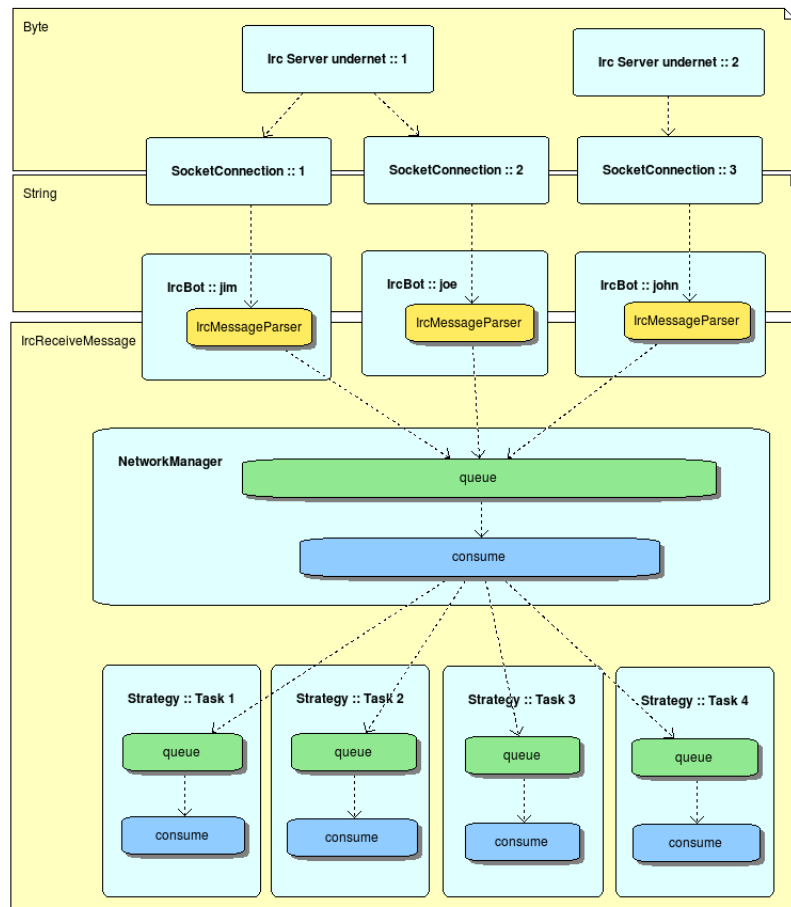 Byte
Irc Server undernet :: 1
Irc Server undernet :: 2
SocketConnection :: 1
SocketConnection :: 2
SocketConnection :: 3
String
IrcBot :: jim
IrcBot :: joe
IrcBot :: john
IrcMessageParser
IrcMessageParser
IrcMessageParser
IrcReceiveMessage
NetworkManager
queue
consume
Strategy :: Task 1
Strategy :: Task 2
Strategy :: Task 3
Strategy :: Task 4
queue
queue
queue
queue
consume
consume
consume
consume